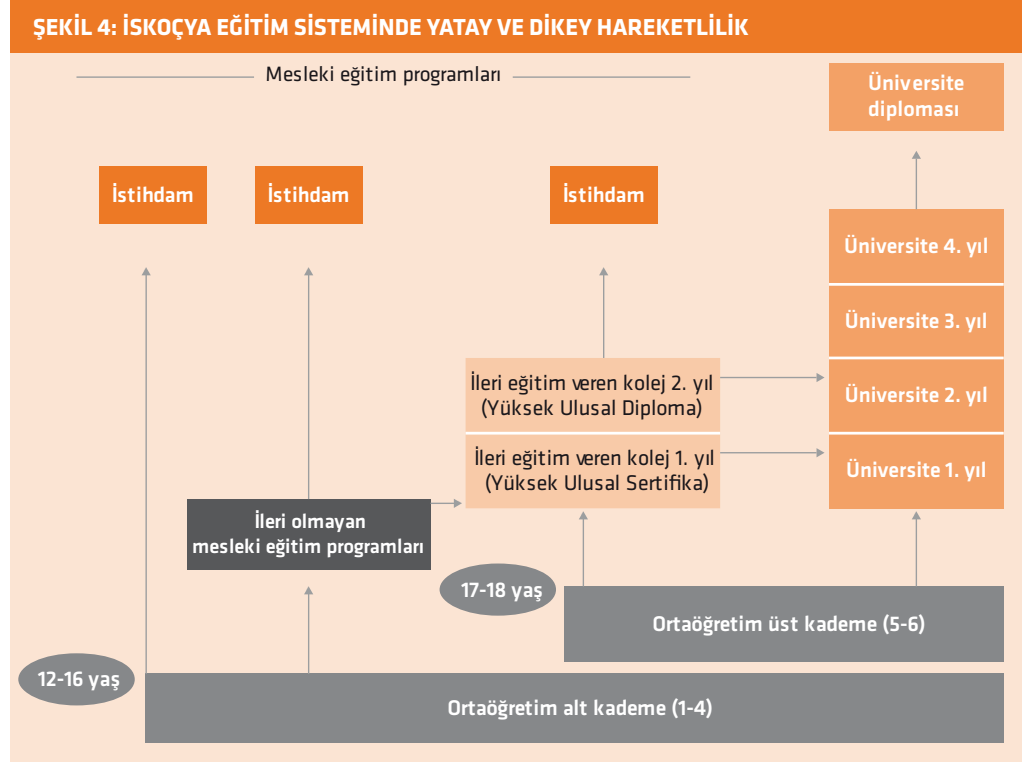 ŞEKİL 4: İSKOÇYA EĞİTİM SİSTEMİNDE YATAY VE DİKEY HAREKETLİLİK
Mesleki eğitim programları
Üniversite
diploması
İstihdam
İstihdam
İstihdam
Üniversite 4. yıl
Üniversite 3. yıl
İleri eğitim veren kolej 2. yıl
(Yüksek Ulusal Diploma)
Üniversite 2. yıl
İleri eğitim veren kolej 1. yıl
(Yüksek Ulusal Sertifika)
Üniversite 1. yıl
İleri olmayan
mesleki eğitim programları
17-18 yaş
Ortaöğretim üst kademe (5-6)
12-16 yaş
Ortaöğretim alt kademe (1-4)